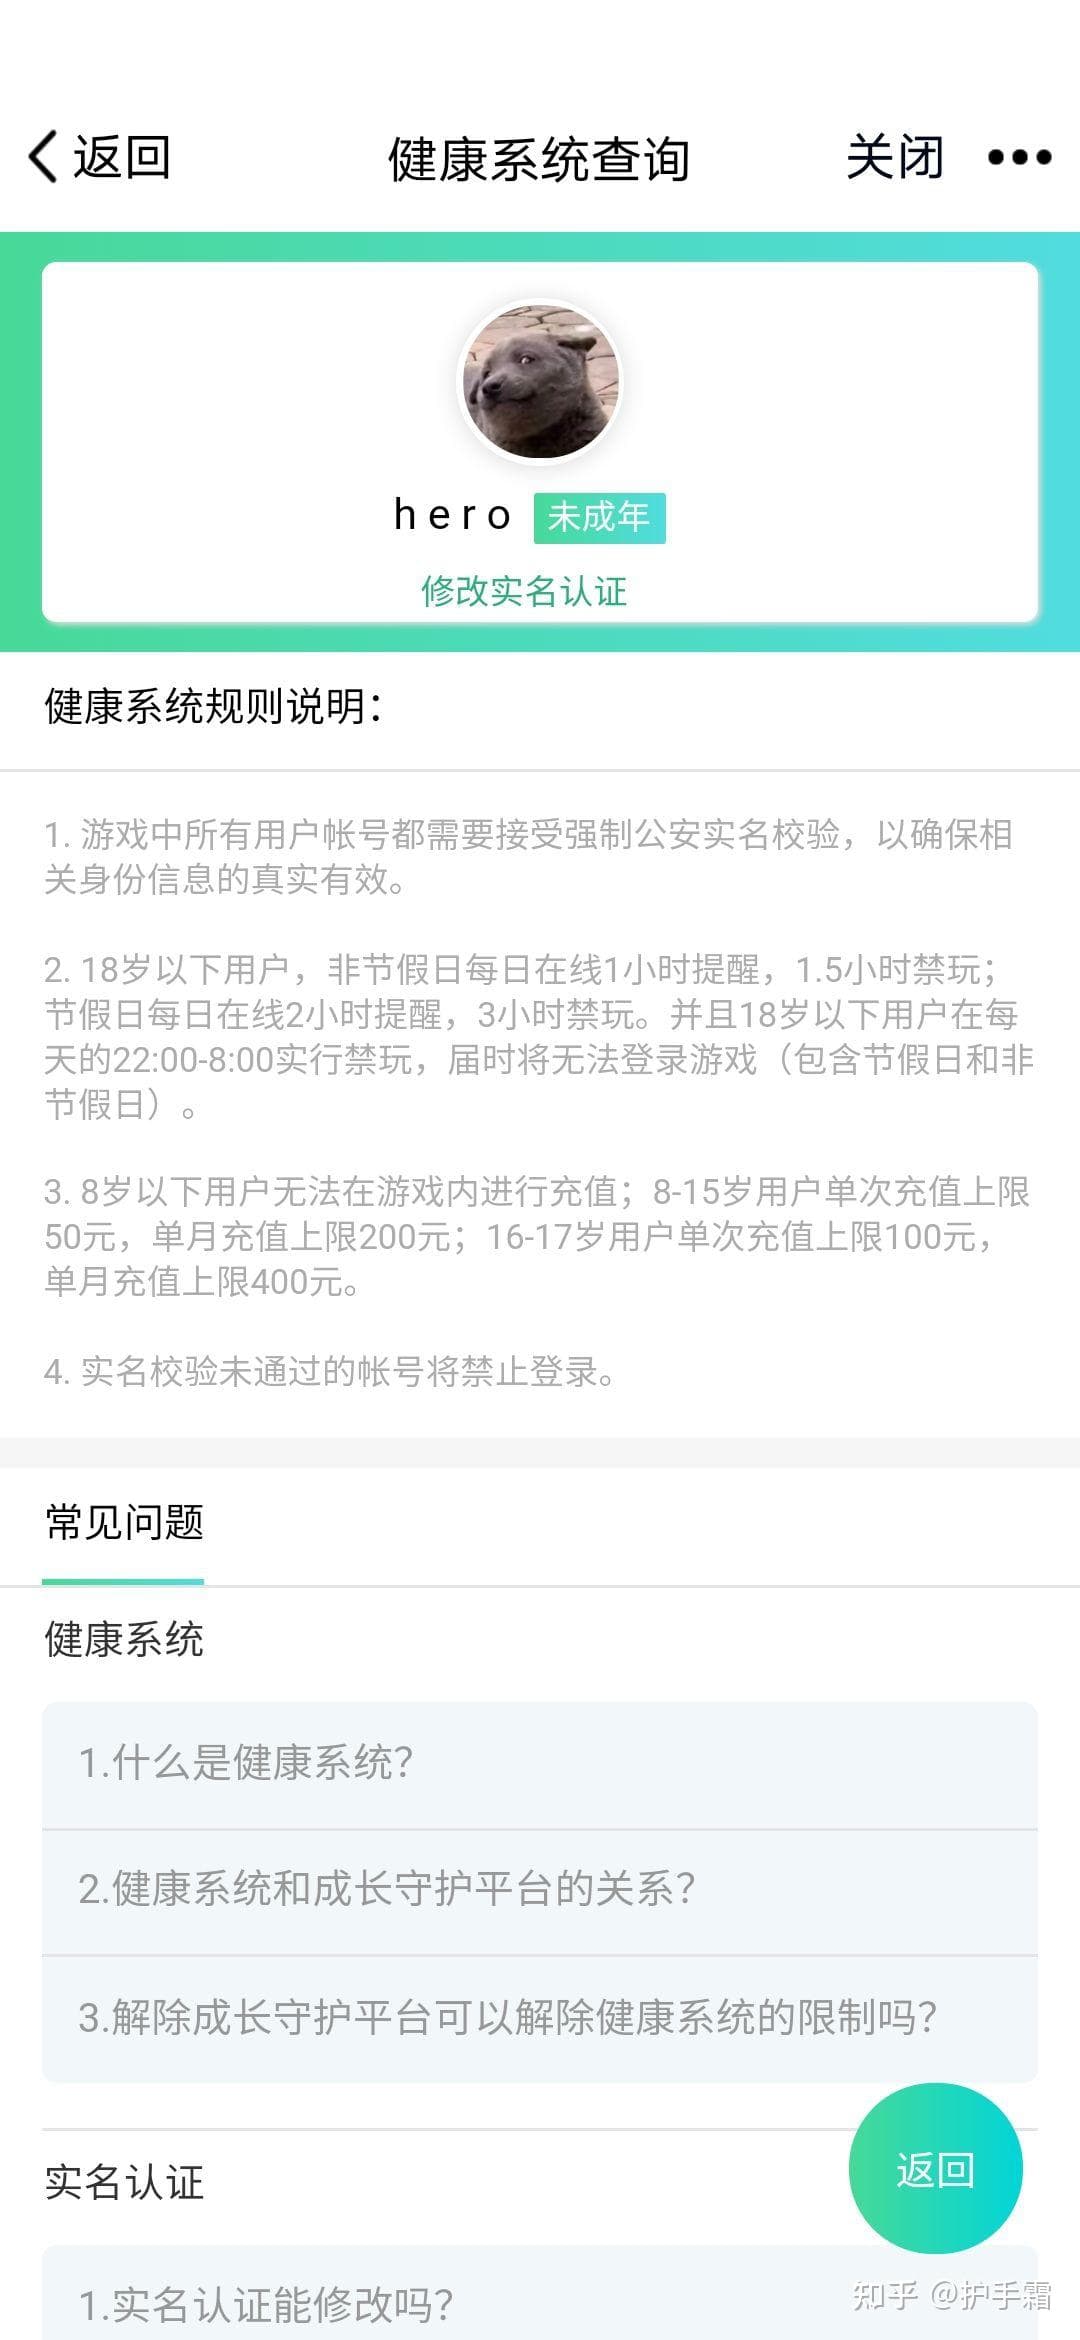 返回 健康系统查询 关闭
hero 未成年
修改实名认证
健康系统规则说明：
1. 游戏中所有用户帐号都需要接受强制公安实名校验，以确保相
关身份信息的真实有效。
2. 18岁以下用户，非节假日每日在线1小时提醒，1.5小时禁玩；
节假日每日在线2小时提醒，3小时禁玩。并且18岁以下用户在每
天的22:00-8:00实行禁玩，届时将无法登录游戏（包含节假日和非
节假日）。
3. 8岁以下用户无法在游戏内进行充值；8-15岁用户单次充值上限
50元，单月充值上限200元；16-17岁用户单次充值上限100元，
单月充值上限400元。
4. 实名校验未通过的帐号将禁止登录。
常见问题
健康系统
1.什么是健康系统？
2.健康系统和成长守护平台的关系？
3.解除成长守护平台可以解除健康系统的限制吗？
实名认证
返回
1.实名认证能修改吗？
知乎 @护手霜